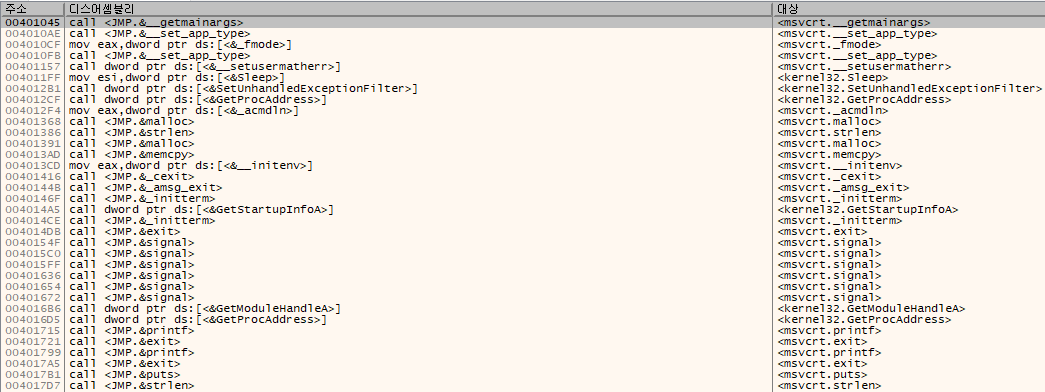 주소 디스어셈블리 대상
00401045 call <JMP.&__getmainargs> <msvcrt.__getmainargs>
004010AE call <JMP.&__set_app_type> <msvcrt.__set_app_type>
004010CF mov eax,dword ptr ds:[<&_fmode>] <msvcrt._fmode>
004010FB call <JMP.&__set_app_type> <msvcrt.__set_app_type>
00401157 call dword ptr ds:[<&__setusermatherr>] <msvcrt.__setusermatherr>
004011FF mov esi,dword ptr ds:[<&Sleep>] <kernel32.Sleep>
004012B1 call dword ptr ds:[<&SetUnhandledExceptionFilter>] <kernel32.SetUnhandledExceptionFilter>
004012CF call dword ptr ds:[<&GetProcAddress>] <kernel32.GetProcAddress>
004012F4 mov eax,dword ptr ds:[<&_acmdln>] <msvcrt._acmdln>
00401368 call <JMP.&malloc> <msvcrt.malloc>
00401386 call <JMP.&strlen> <msvcrt.strlen>
00401391 call <JMP.&malloc> <msvcrt.malloc>
004013AD call <JMP.&memcpy> <msvcrt.memcpy>
004013CD mov eax,dword ptr ds:[<&__initenv>] <msvcrt.__initenv>
00401416 call <JMP.&_cexit> <msvcrt._cexit>
0040144B call <JMP.&_amsg_exit> <msvcrt._amsg_exit>
0040146F call <JMP.&_initterm> <msvcrt._initterm>
004014A5 call dword ptr ds:[<&GetStartupInfoA>] <kernel32.GetStartupInfoA>
004014CE call <JMP.&_initterm> <msvcrt._initterm>
004014DB call <JMP.&exit> <msvcrt.exit>
0040154F call <JMP.&signal> <msvcrt.signal>
004015C0 call <JMP.&signal> <msvcrt.signal>
004015FF call <JMP.&signal> <msvcrt.signal>
00401636 call <JMP.&signal> <msvcrt.signal>
00401654 call <JMP.&signal> <msvcrt.signal>
00401672 call <JMP.&signal> <msvcrt.signal>
004016B6 call dword ptr ds:[<&GetModuleHandleA>] <kernel32.GetModuleHandleA>
004016D5 call dword ptr ds:[<&GetProcAddress>] <kernel32.GetProcAddress>
00401715 call <JMP.&printf> <msvcrt.printf>
00401721 call <JMP.&exit> <msvcrt.exit>
00401799 call <JMP.&printf> <msvcrt.printf>
004017A5 call <JMP.&exit> <msvcrt.exit>
004017B1 call <JMP.&puts> <msvcrt.puts>
004017D7 call <JMP.&strlen> <msvcrt.strlen>